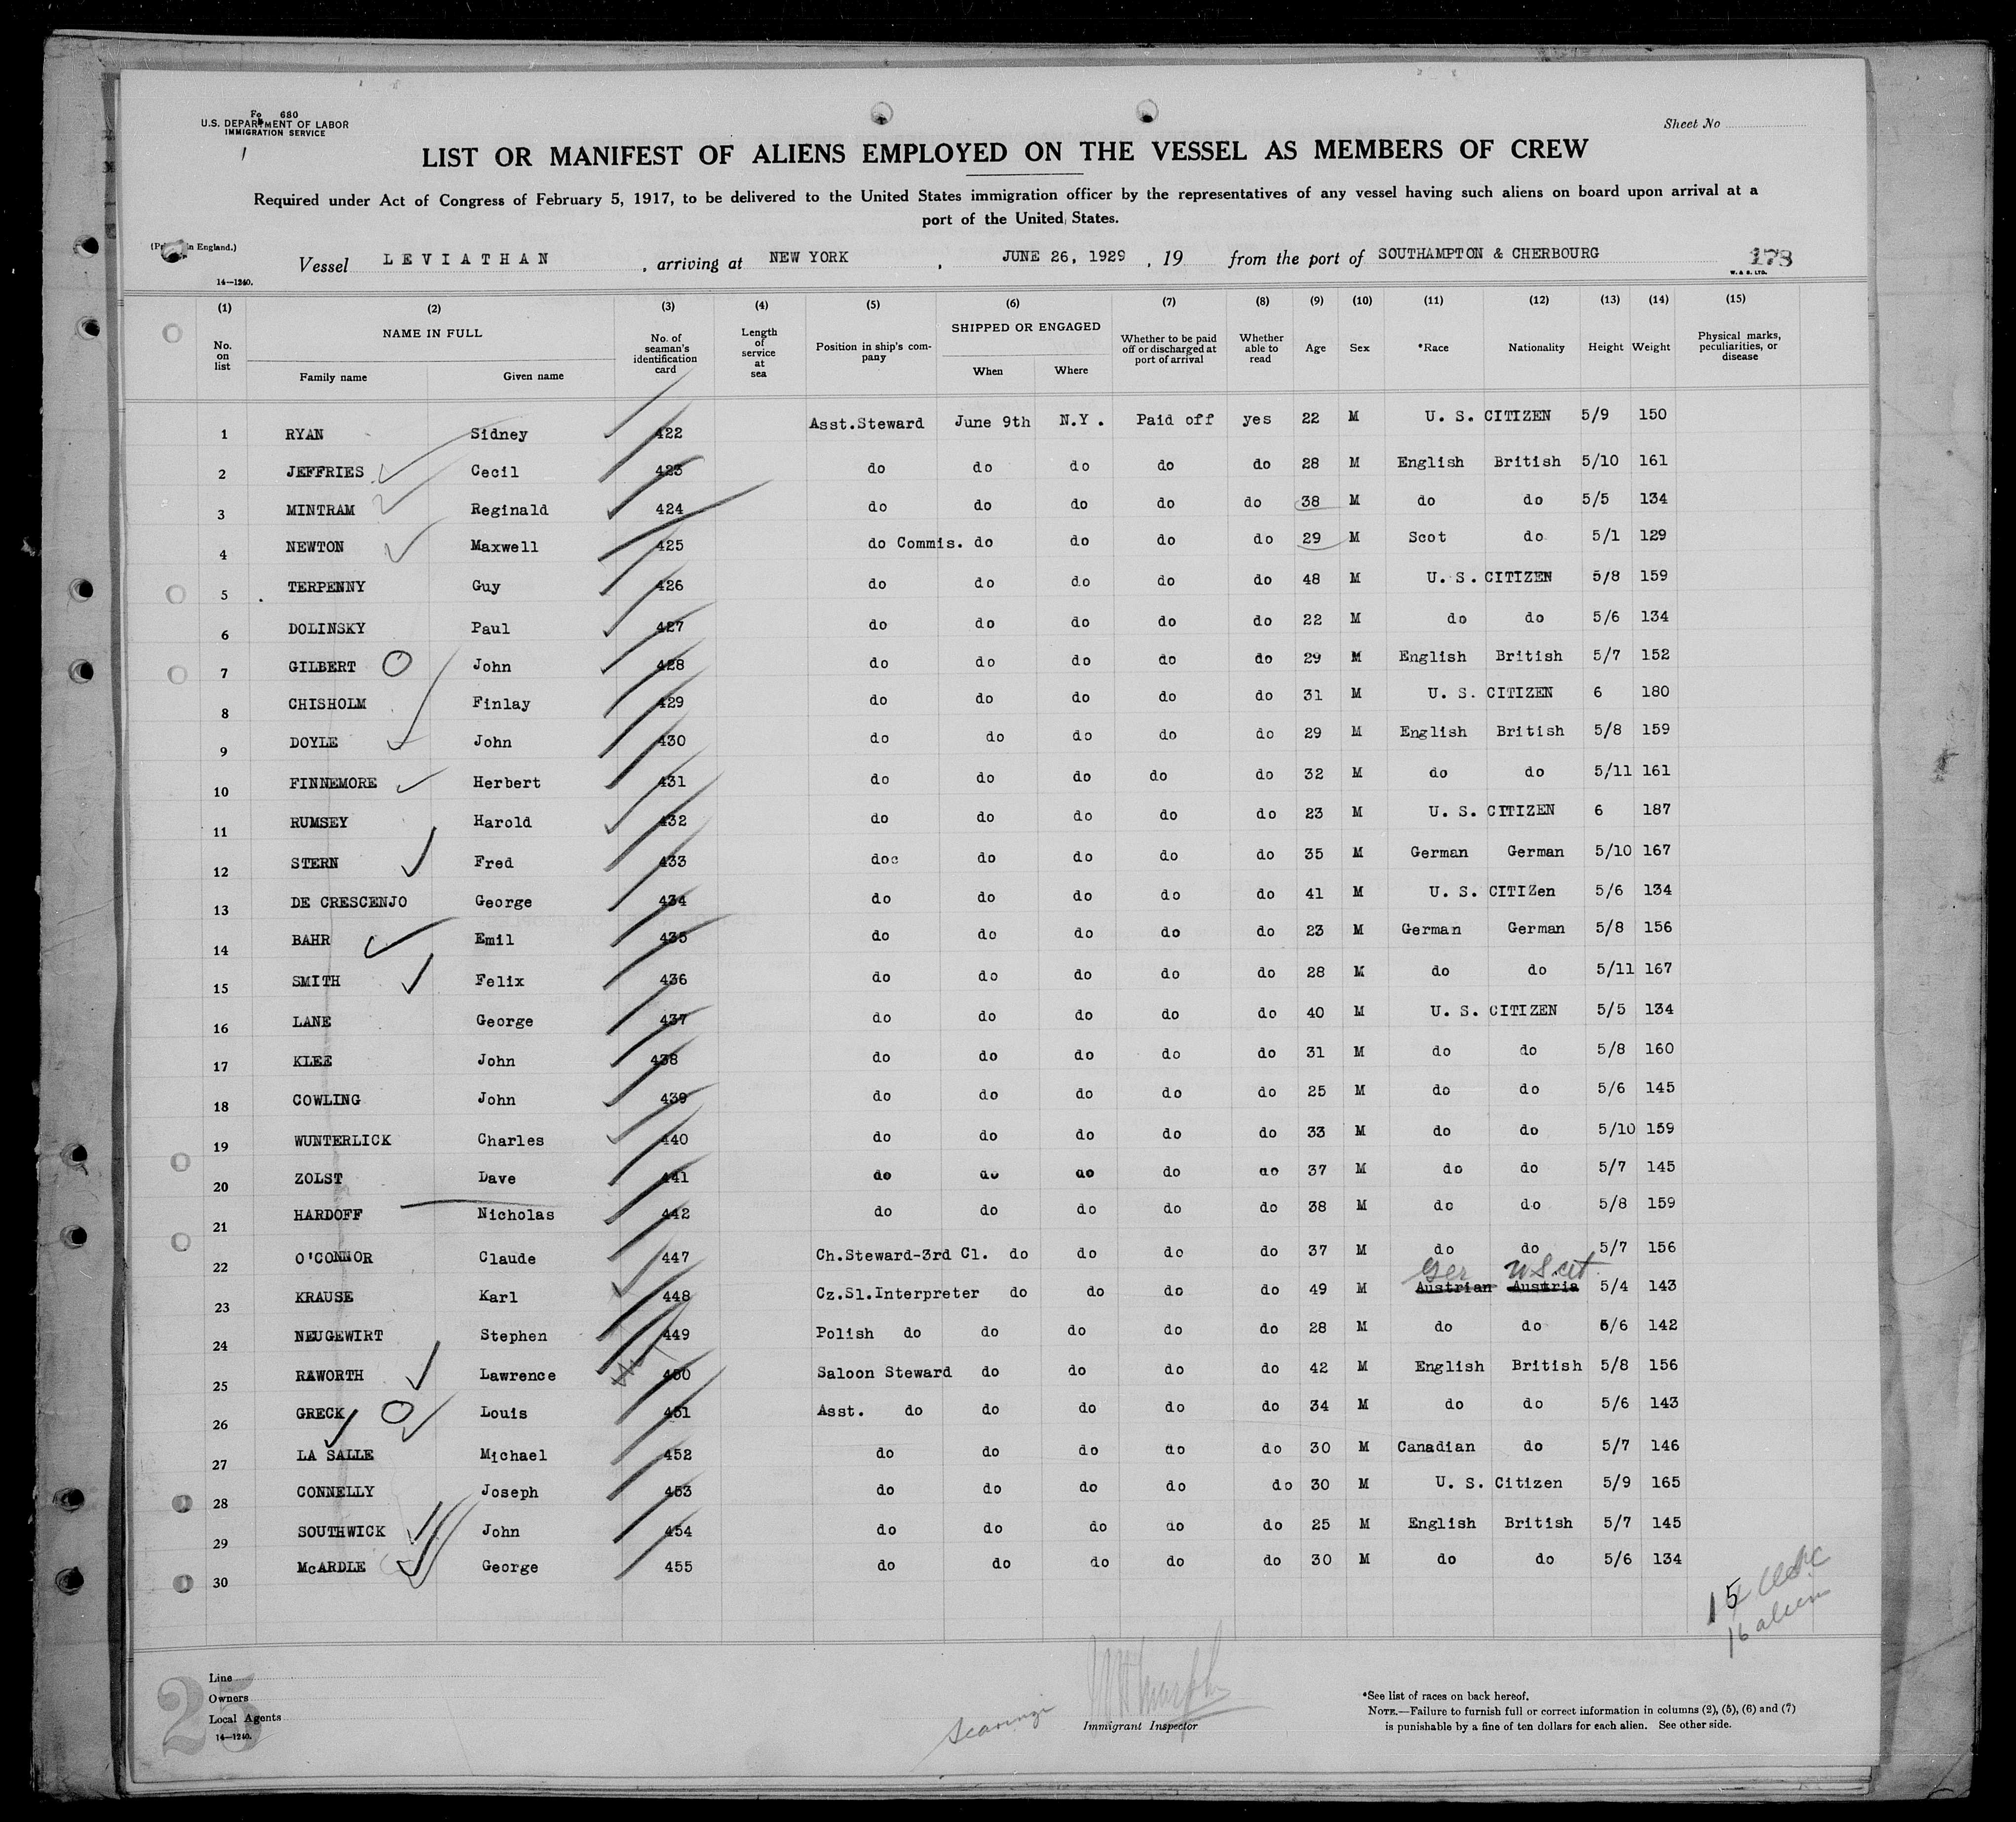 Fo 680
U.S. DEPARTMENT OF LABOR
IMMIGRATION SERVICE
Sheet No
LIST OR MANIFEST OF ALIENS EMPLOYED ON THE VESSEL AS MEMBERS OF CREW
Required under Act of Congress of February 5, 1917, to be delivered to the United States immigration officer by the representatives of any vessel having such aliens on board upon arrival at a
port of the United States.
in England.)
Vessel LEVIATHAN , arriving at NEW YORK , JUNE 26, 1929 , 19 from the port of SOUTHAMPTON & CHERBOURG 178
14—1240. W. & S. LTD.
(1) (2) (3) (4) (5) (6) (7) (8) (9) (10) (11) (12) (13) (14) (15)
No. on list NAME IN FULL Family name Given name No. of seaman's identification card Length of service at sea Position in ship's company SHIPPED OR ENGAGED When Where Whether to be paid off or discharged at port of arrival Whether able to read Age Sex *Race Nationality Height Weight Physical marks, peculiarities, or disease
1 RYAN Sidney 422 Asst.Steward June 9th N.Y. Paid off yes 22 M U. S. CITIZEN 5/9 150
2 JEFFRIES Cecil 423 do do do do do 28 M English British 5/10 161
3 MINTRAM Reginald 424 do do do do do 38 M do do 5/5 134
4 NEWTON Maxwell 425 do Commis. do do do do 29 M Scot do 5/1 129
5 TERPENNY Guy 426 do do do do do 48 M U. S. CITIZEN 5/8 159
6 DOLINSKY Paul 427 do do do do do 22 M do do 5/6 134
7 GILBERT John 428 do do do do do 29 M English British 5/7 152
8 CHISHOLM Finlay 429 do do do do do 31 M U. S. CITIZEN 6 180
9 DOYLE John 430 do do do do do 29 M English British 5/8 159
10 FINNEMORE Herbert 431 do do do do do 32 M do do 5/11 161
11 RUMSEY Harold 432 do do do do do 23 M U. S. CITIZEN 6 187
12 STERN Fred 433 doc do do do do 35 M German German 5/10 167
13 DE CRESCENJO George 434 do do do do do 41 M U. S. CITIZen 5/6 134
14 BAHR Emil 435 do do do do do 23 M German German 5/8 156
15 SMITH Felix 436 do do do do do 28 M do do 5/11 167
16 LANE George 437 do do do do do 40 M U. S. CITIZEN 5/5 134
17 KLEE John 438 do do do do do 31 M do do 5/8 160
18 COWLING John 439 do do do do do 25 M do do 5/6 145
19 WUNTERLICK Charles 440 do do do do do 33 M do do 5/10 159
20 ZOLST Dave 441 do do do do do 37 M do do 5/7 145
21 HARDOFF Nicholas 442 do do do do do 38 M do do 5/8 159
22 O'CONNOR Claude 447 Ch.Steward-3rd Cl. do do do do 37 M do do 5/7 156
Ger U S. cit
23 KRAUSE Karl 448 Cz.Sl.Interpreter do do do do 49 M Austrian Austria 5/4 143
24 NEUGEWIRT Stephen 449 Polish do do do do do 28 M do do 5/6 142
25 RAWORTH Lawrence 450 Saloon Steward do do do do 42 M English British 5/8 156
26 GRECK Louis 451 Asst. do do do do do 34 M do do 5/6 143
27 LA SALLE Michael 452 do do do do do 30 M Canadian do 5/7 146
28 CONNELLY Joseph 453 do do do do do 30 M U. S. Citizen 5/9 165
29 SOUTHWICK John 454 do do do do do 25 M English British 5/7 145
30 McARDLE George 455 do do do do do 30 M do do 5/6 134
15
16 alien
25
Line
Owners
Local Agents
14—1240.
Immigrant Inspector
*See list of races on back hereof.
NOTE.—Failure to furnish full or correct information in columns (2), (5), (6) and (7)
is punishable by a fine of ten dollars for each alien. See other side.